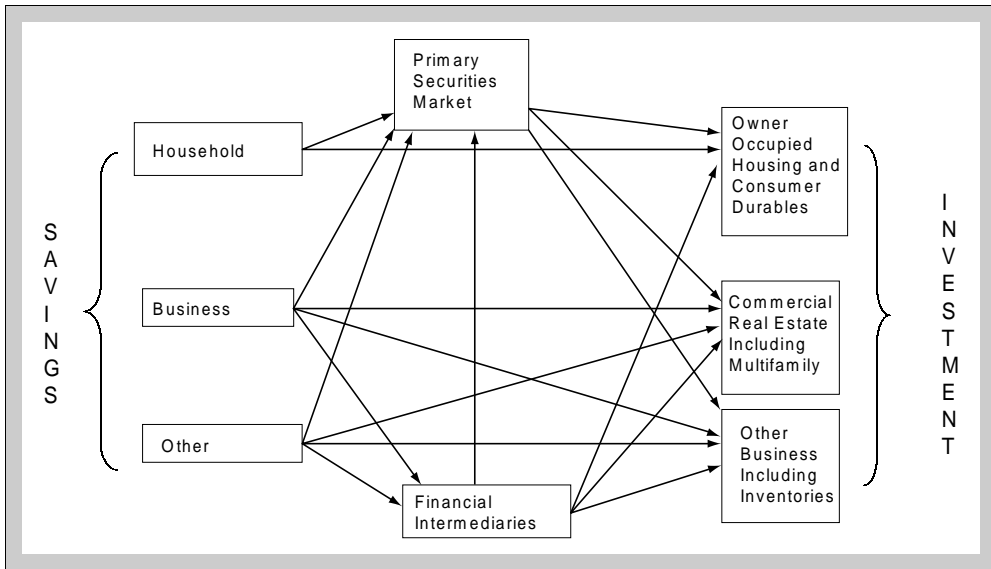 Primary
Securities
Market
Household
Owner
Occupied
Housing and
Consumer
Durables
S
A
V
I
N
G
S
I
N
V
E
S
T
M
E
N
T
Business
Commercial
Real Estate
Including
Multifamily
Other
Other
Business
Including
Inventories
Financial
Intermediaries